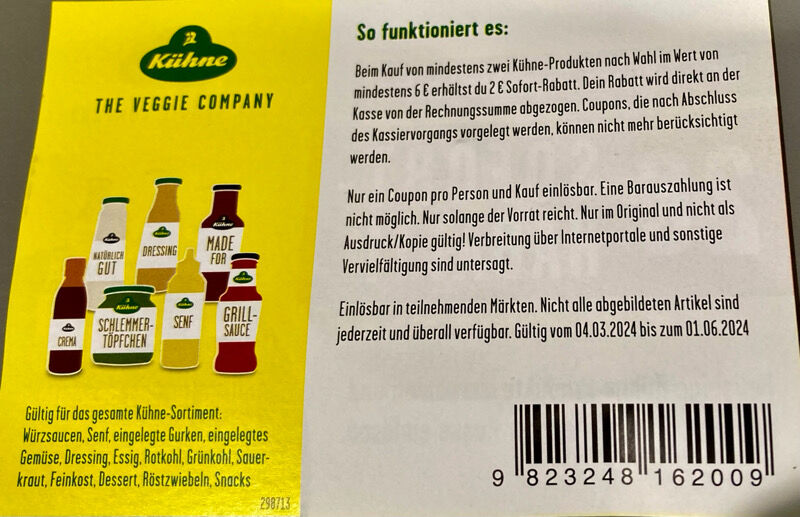 Kühne
THE VEGGIE COMPANY
Kühne
NATÜRLICH
GUT
Kühne
DRESSING
Kühne
MADE
FOR
Kühne
CREMA
Kühne
SCHLEMMER-
TÖPFCHEN
Kühne
SENF
Kühne
GRILL-
SAUCE
Gültig für das gesamte Kühne-Sortiment:
Würzsaucen, Senf, eingelegte Gurken, eingelegtes
Gemüse, Dressing, Essig, Rotkohl, Grünkohl, Sauer-
kraut, Feinkost, Dessert, Röstzwiebeln, Snacks
298713
So funktioniert es:
Beim Kauf von mindestens zwei Kühne-Produkten nach Wahl im Wert von
mindestens 6 € erhältst du 2 € Sofort-Rabatt. Dein Rabatt wird direkt an der
Kasse von der Rechnungssumme abgezogen. Coupons, die nach Abschluss
des Kassiervorgangs vorgelegt werden, können nicht mehr berücksichtigt
werden.
Nur ein Coupon pro Person und Kauf einlösbar. Eine Barauszahlung ist
nicht möglich. Nur solange der Vorrat reicht. Nur im Original und nicht als
Ausdruck/Kopie gültig! Verbreitung über Internetportale und sonstige
Vervielfältigung sind untersagt.
Einlösbar in teilnehmenden Märkten. Nicht alle abgebildeten Artikel sind
jederzeit und überall verfügbar. Gültig vom 04.03.2024 bis zum 01.06.2024
9 823248 162009